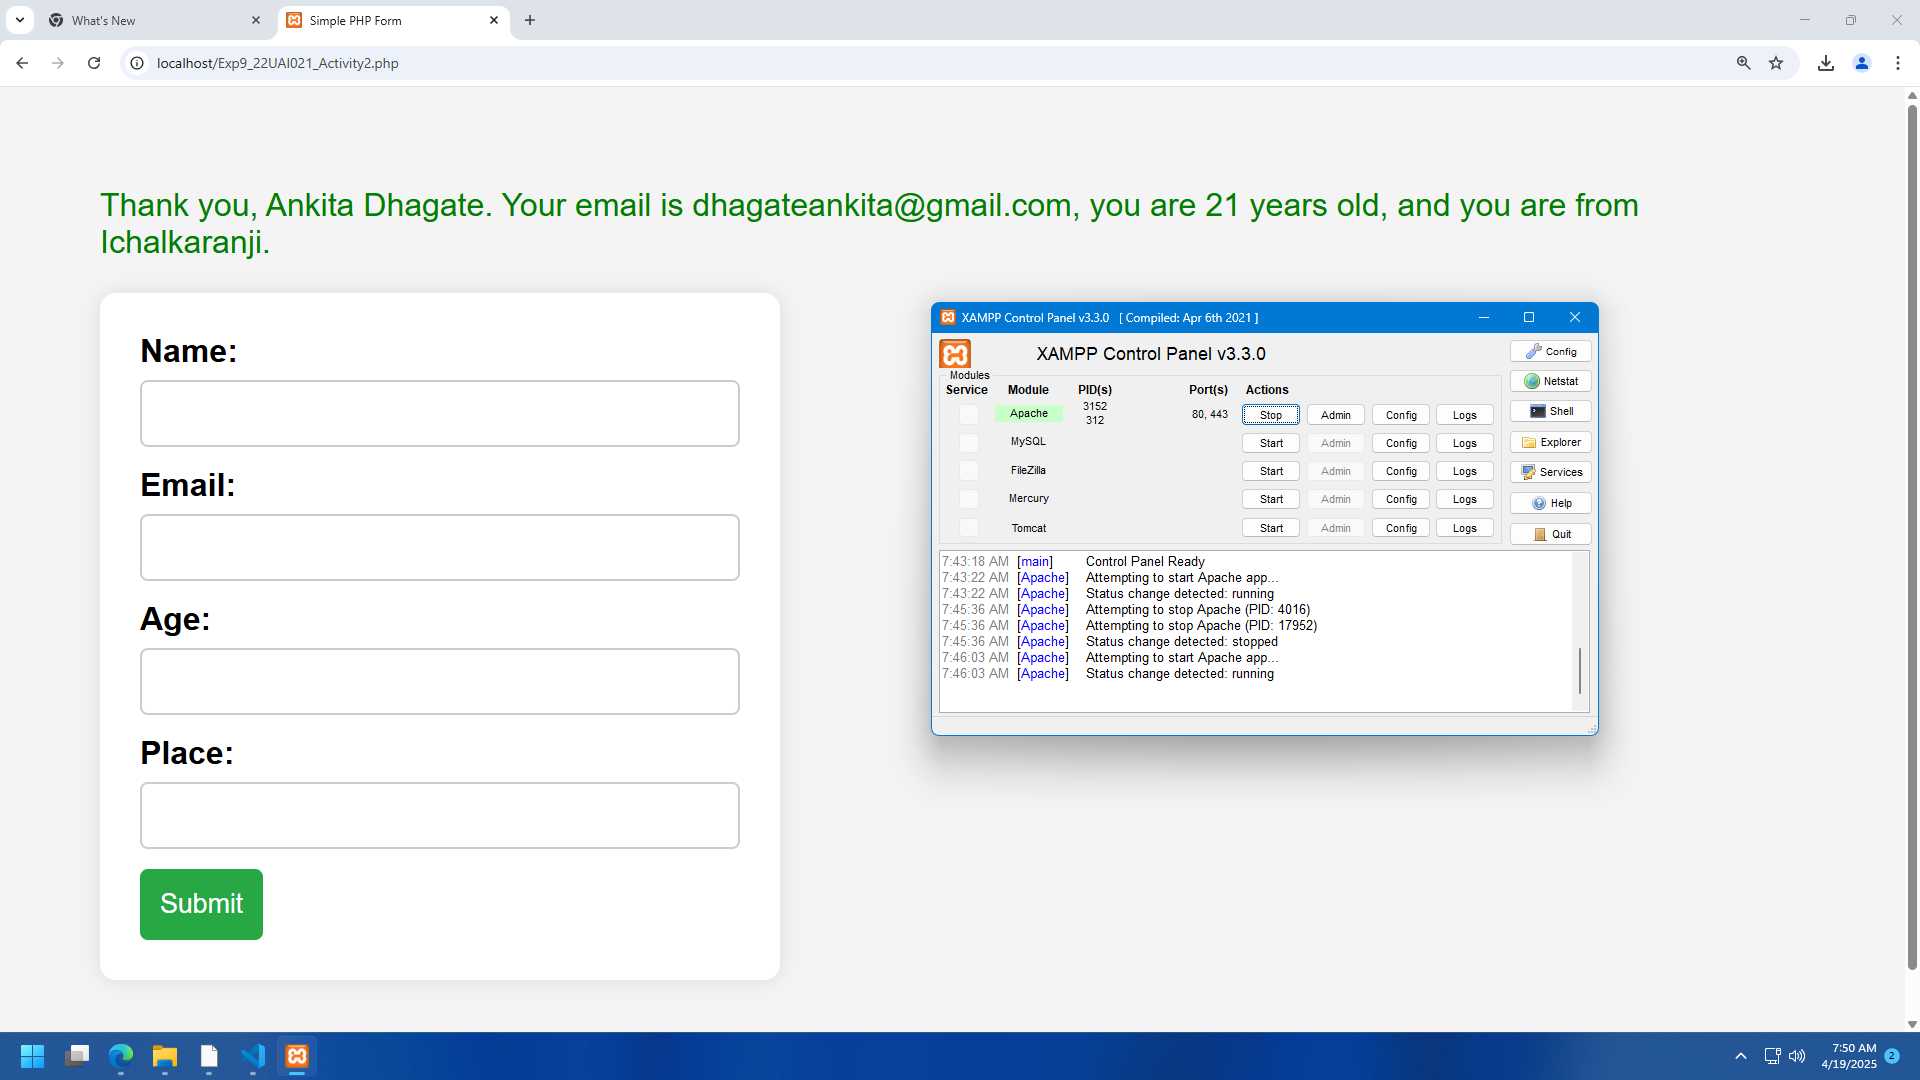 What's New
Simple PHP Form
localhost/Exp9_22UAI021_Activity2.php
Thank you, Ankita Dhagate. Your email is dhagateankita@gmail.com, you are 21 years old, and you are from
Ichalkaranji.
Name:
Email:
Age:
Place:
Submit
XAMPP Control Panel v3.3.0 [ Compiled: Apr 6th 2021 ]
XAMPP Control Panel v3.3.0
Modules
Service Module PID(s) Port(s) Actions
Apache 3152 312 80, 443 Stop Admin Config Logs
MySQL Start Admin Config Logs
FileZilla Start Admin Config Logs
Mercury Start Admin Config Logs
Tomcat Start Admin Config Logs
Config
Netstat
Shell
Explorer
Services
Help
Quit
7:43:18 AM [main] Control Panel Ready
7:43:22 AM [Apache] Attempting to start Apache app...
7:43:22 AM [Apache] Status change detected: running
7:45:36 AM [Apache] Attempting to stop Apache (PID: 4016)
7:45:36 AM [Apache] Attempting to stop Apache (PID: 17952)
7:45:36 AM [Apache] Status change detected: stopped
7:46:03 AM [Apache] Attempting to start Apache app...
7:46:03 AM [Apache] Status change detected: running
7:50 AM
4/19/2025
2